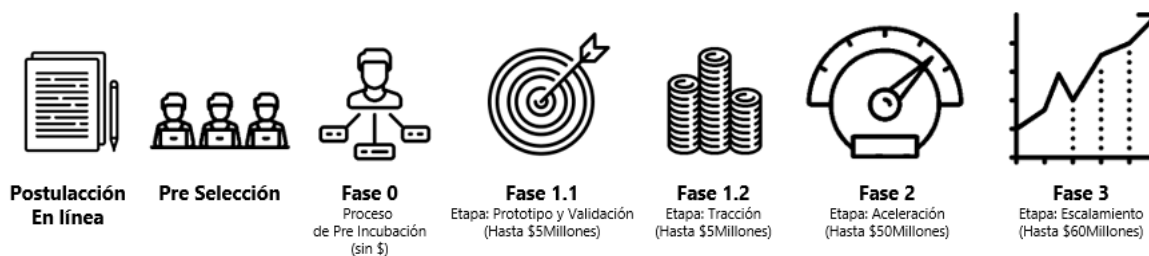 Postulacción
En línea
Pre Selección
Fase 0
Proceso
de Pre Incubación
(sin $)
Fase 1.1
Etapa: Prototipo y Validación
(Hasta $5Millones)
Fase 1.2
Etapa: Tracción
(Hasta $5Millones)
Fase 2
Etapa: Aceleración
(Hasta $50Millones)
Fase 3
Etapa: Escalamiento
(Hasta $60Millones)